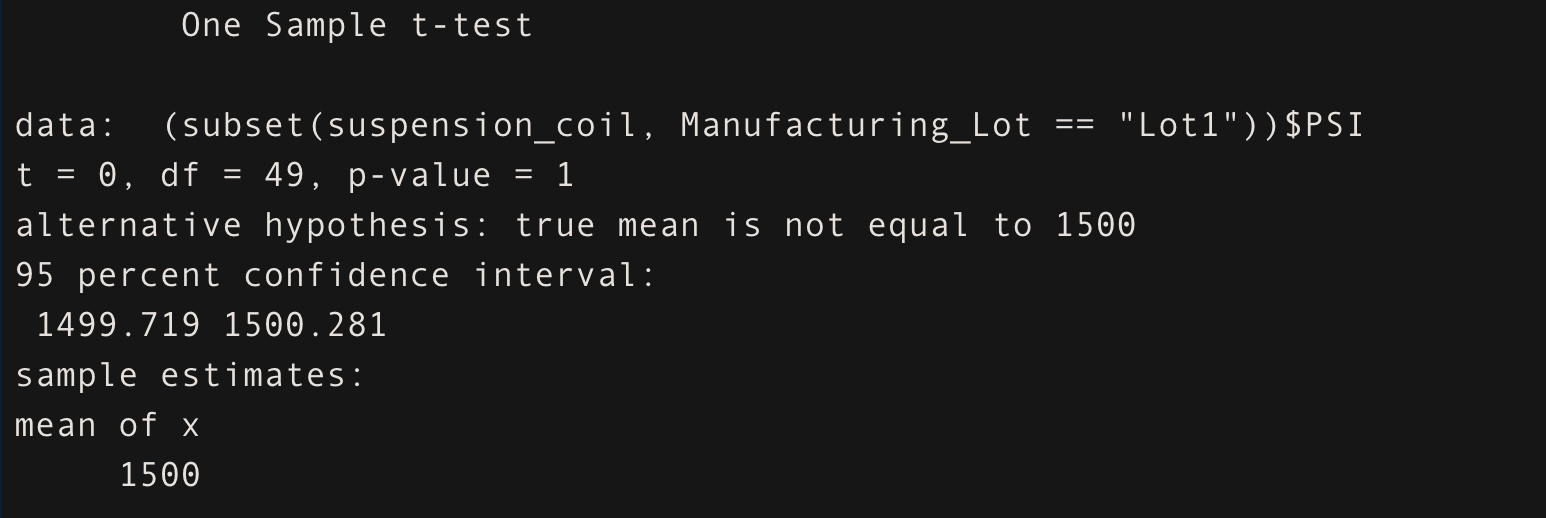 One Sample t-test
data:  (subset(suspension_coil, Manufacturing_Lot == "Lot1"))$PSI
t = 0, df = 49, p-value = 1
alternative hypothesis: true mean is not equal to 1500
95 percent confidence interval:
1499.719 1500.281
sample estimates:
mean of x
1500